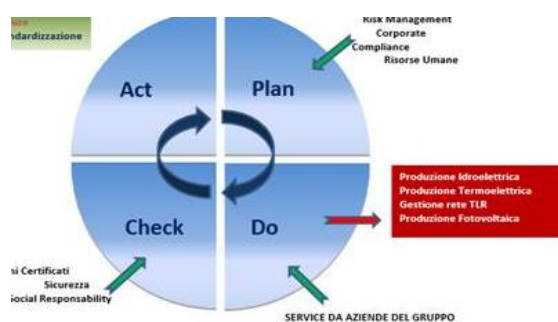 ndardizzazione
Risk Management
Corporate
Compliance
Risorse Umane
Act
Plan
Check
Do
Produzione Idroelettrica
Produzione Termoelettrica
Gestione rete TLR
Produzione Fotovoltaica
ni Certificati
Sicurezza
Social Responsability
SERVICE DA AZIENDE DEL GRUPPO